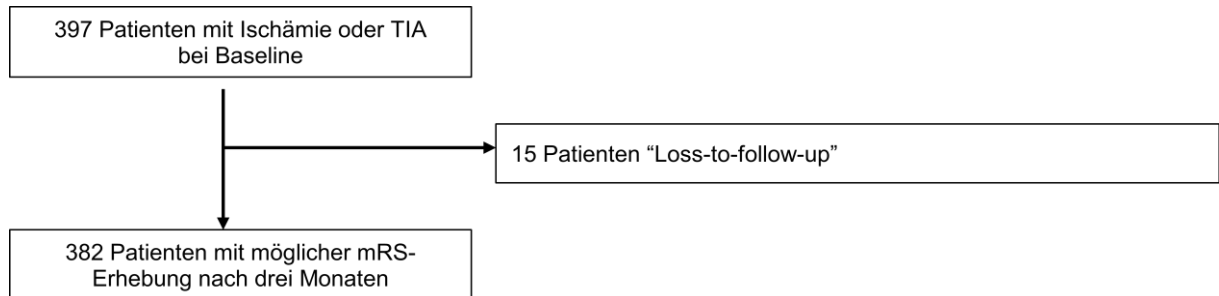 397 Patienten mit Ischämie oder TIA
bei Baseline
15 Patienten “Loss-to-follow-up”
382 Patienten mit möglicher mRS-
Erhebung nach drei Monaten